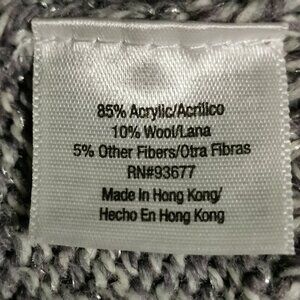 85% Acrylic/Acrílico
10% Wool/Lana
5% Other Fibers/Otra Fibras
RN#93677
Made In Hong Kong/
Hecho En Hong Kong